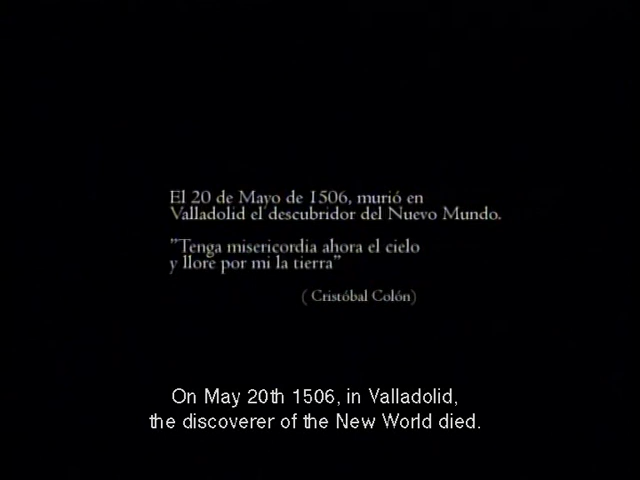 El 20 de Mayo de 1506, murió en
Valladolid el descubridor del Nuevo Mundo.
"Tenga misericordia ahora el cielo
y llore por mi la tierra"
( Cristóbal Colón)
On May 20th 1506, in Valladolid,
the discoverer of the New World died.